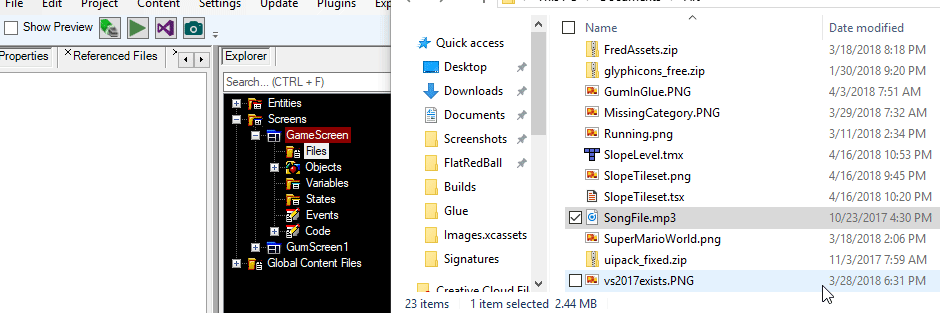 File Edit Project Content Settings Update Plugins
Show Preview
Properties Referenced Files
Explorer
Search... (CTRL + F)
Entities
Screens
GameScreen
Files
Objects
Variables
States
Events
Code
GumScreen1
Global Content Files
Quick access
Desktop
Downloads
Documents
Screenshots
FlatRedBall
Builds
Glue
Images.xcassets
Signatures
Creative Cloud Fil
Name Date modified
FredAssets.zip 3/18/2018 8:18 PM
glyphicons_free.zip 1/30/2018 9:20 PM
GumInGlue.PNG 4/3/2018 7:51 AM
MissingCategory.PNG 3/29/2018 7:32 AM
Running.png 3/11/2018 2:34 PM
SlopeLevel.tmx 4/16/2018 10:53 PM
SlopeTileset.png 4/16/2018 9:45 PM
SlopeTileset.tsx 4/16/2018 10:20 PM
SongFile.mp3 10/23/2017 4:30 PM
SuperMarioWorld.png 3/18/2018 2:06 PM
uipack_fixed.zip 11/3/2017 7:59 AM
vs2017exists.PNG 3/28/2018 6:31 PM
23 items 1 item selected 2.44 MB